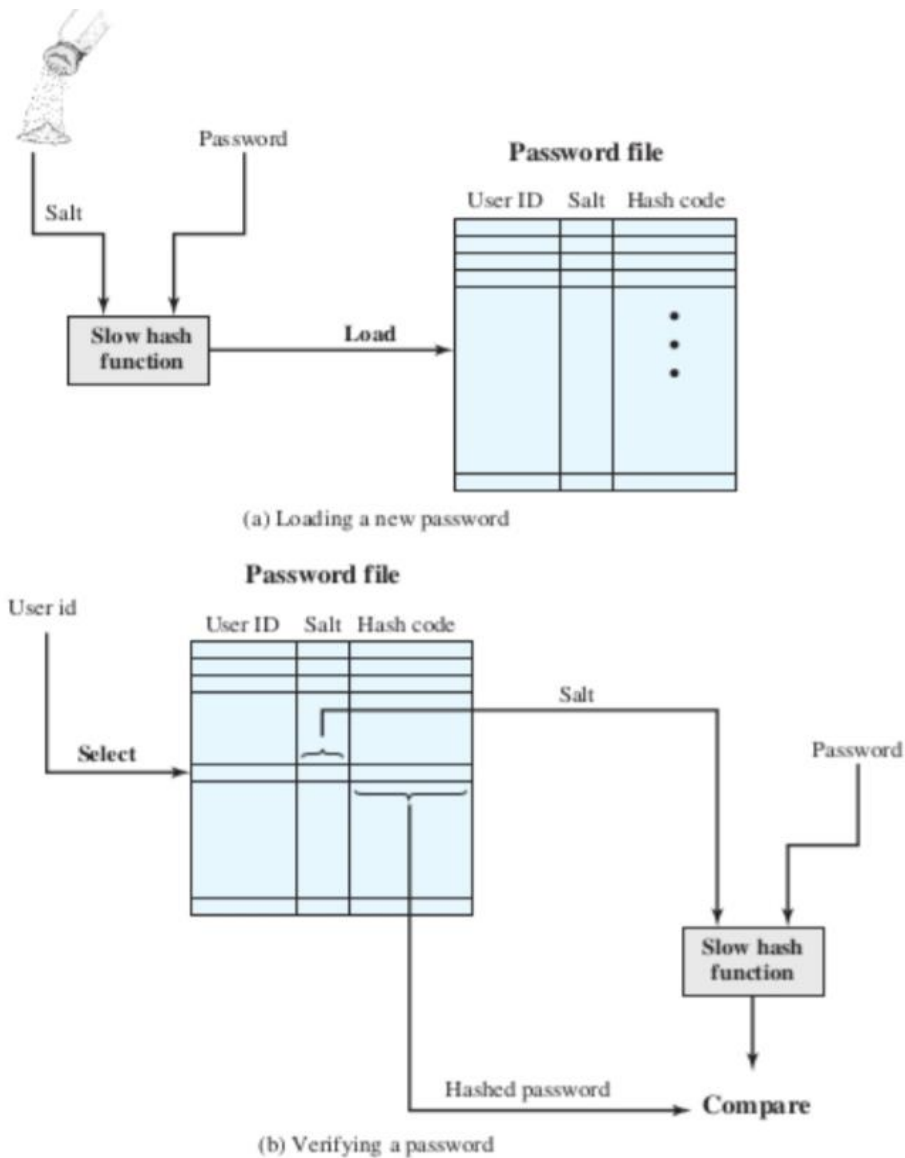 Password
Salt
Slow hash
function
Load
Password file
User ID Salt Hash code
(a) Loading a new password
Password file
User id
User ID Salt Hash code
Salt
Select
Password
Slow hash
function
Hashed password
Compare
(b) Verifying a password